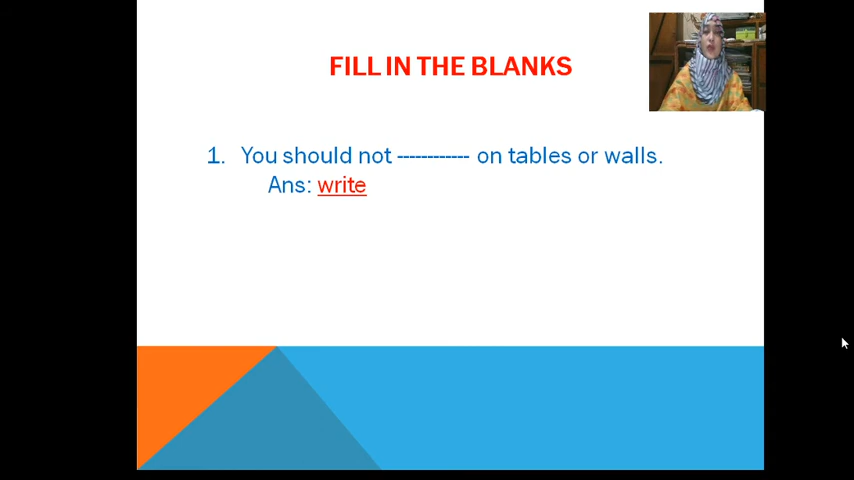 FILL IN THE BLANKS
1. You should not ------------ on tables or walls.
Ans: write